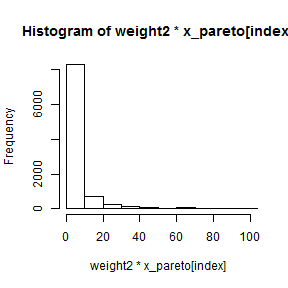 Histogram of weight2 * x_pareto[index
Frequency
6000
2000
0
0 20 40 60 80 100
weight2 * x_pareto[index]